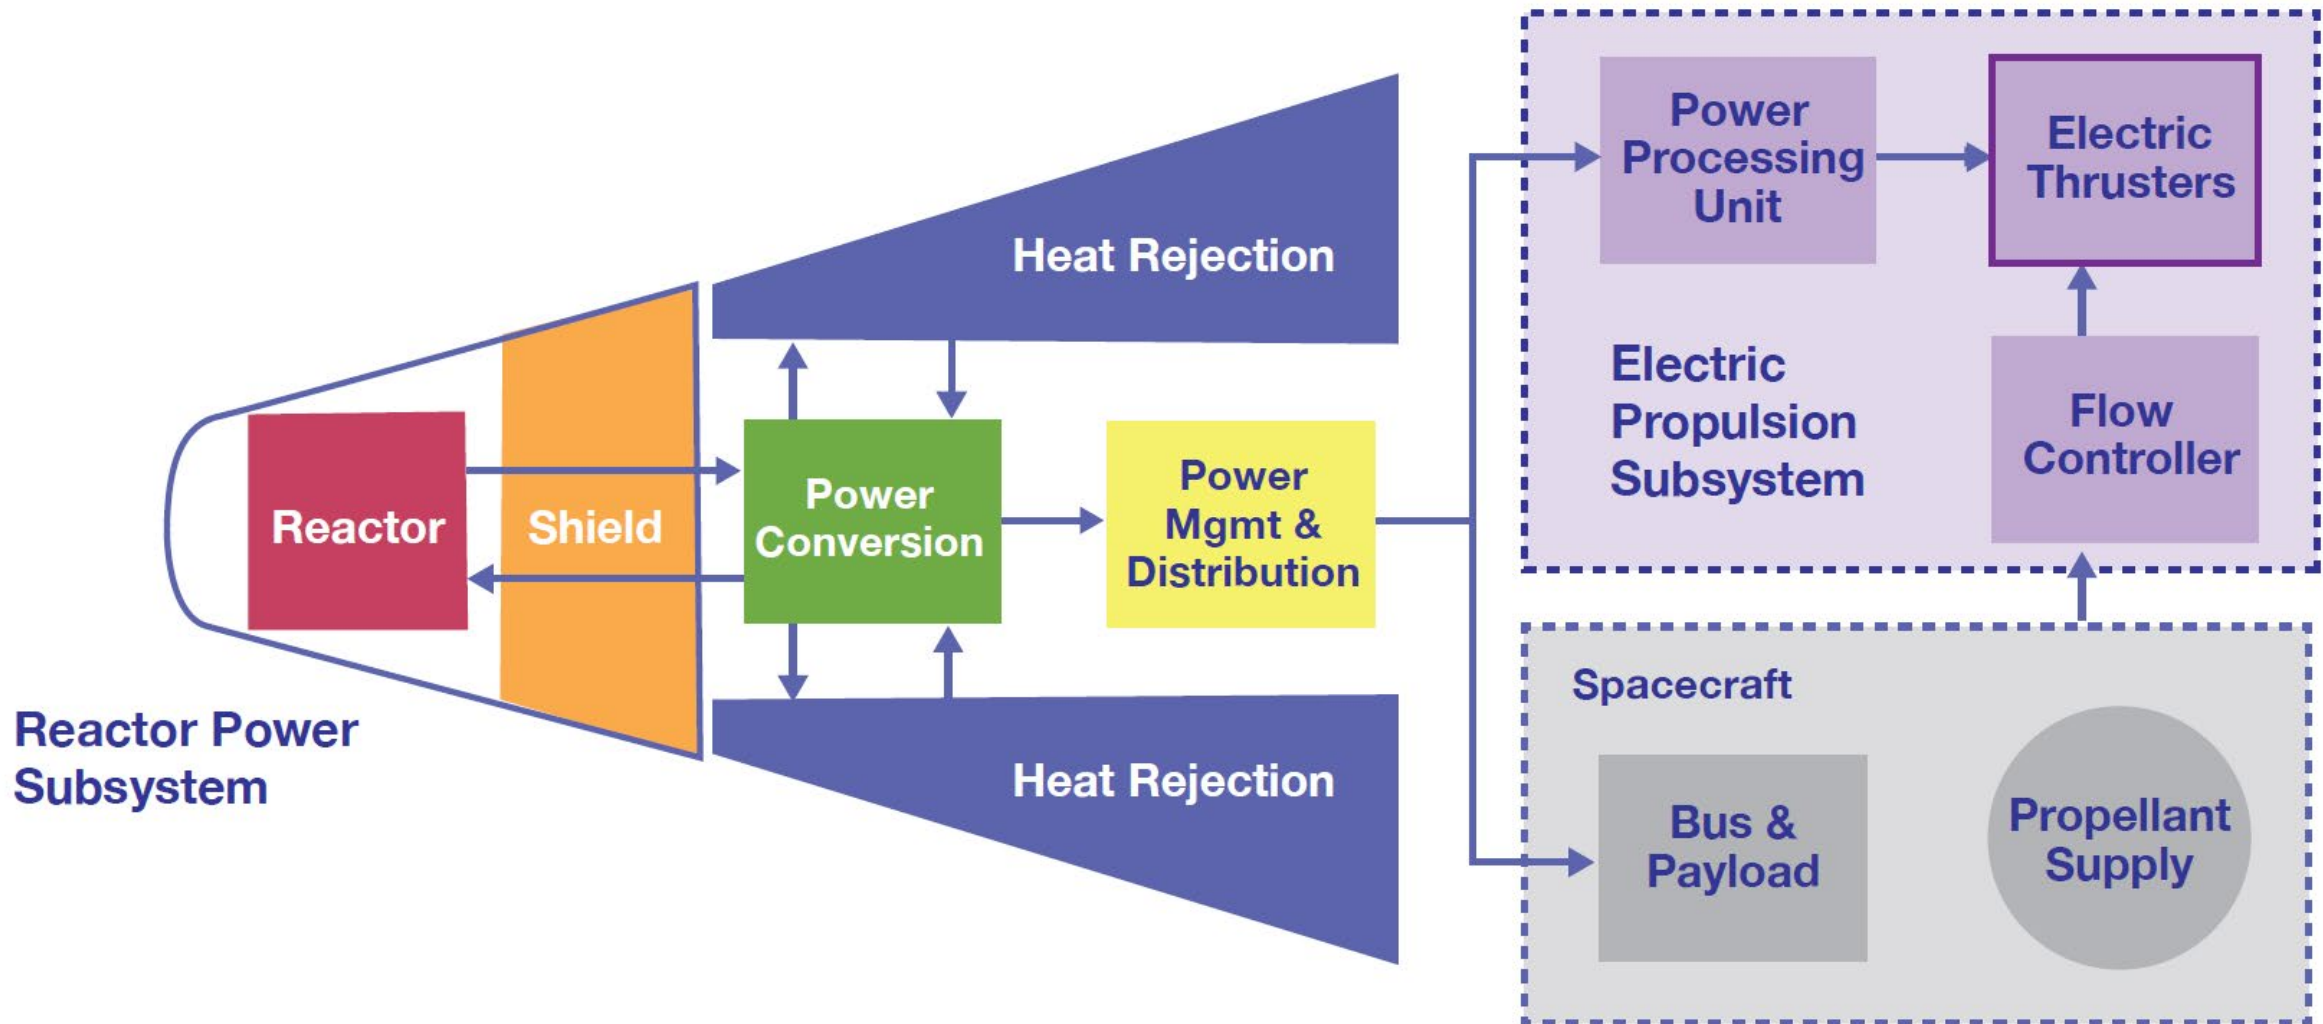 Reactor Power
Subsystem
Reactor
Shield
Heat Rejection
Power
Conversion
Power
Mgmt &
Distribution
Heat Rejection
Power
Processing
Unit
Electric
Thrusters
Electric
Propulsion
Subsystem
Flow
Controller
Spacecraft
Bus &
Payload
Propellant
Supply